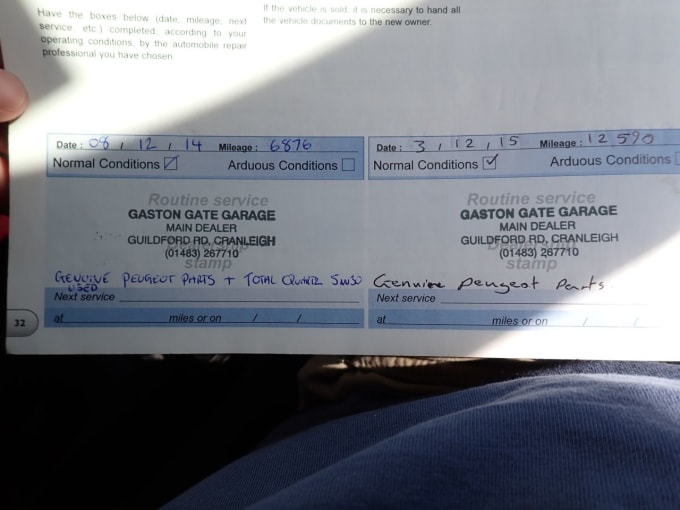 Have the boxes below (date, mileage, next
service, etc.) completed, according to your
operating conditions, by the automobile repair
professional you have chosen.
If the vehicle is sold, it is necessary to hand all
the vehicle documents to the new owner.
Date : 08 / 12 / 14 Mileage : 6876
Normal Conditions Arduous Conditions
Routine service
GASTON GATE GARAGE
MAIN DEALER
GUILDFORD RD, CRANLEIGH
(01483) 267710
stamp
GENUINE PEUGEOT PARTS + TOTAL QUARTZ 5W30
USED
Next service
at miles or on / /
Date : 3 / 12 / 15 Mileage : 12 590
Normal Conditions Arduous Conditions
Routine service
GASTON GATE GARAGE
MAIN DEALER
GUILDFORD RD, CRANLEIGH
(01483) 267710
stamp
Genuine Peugeot Parts.
Next service
at miles or on / /
32